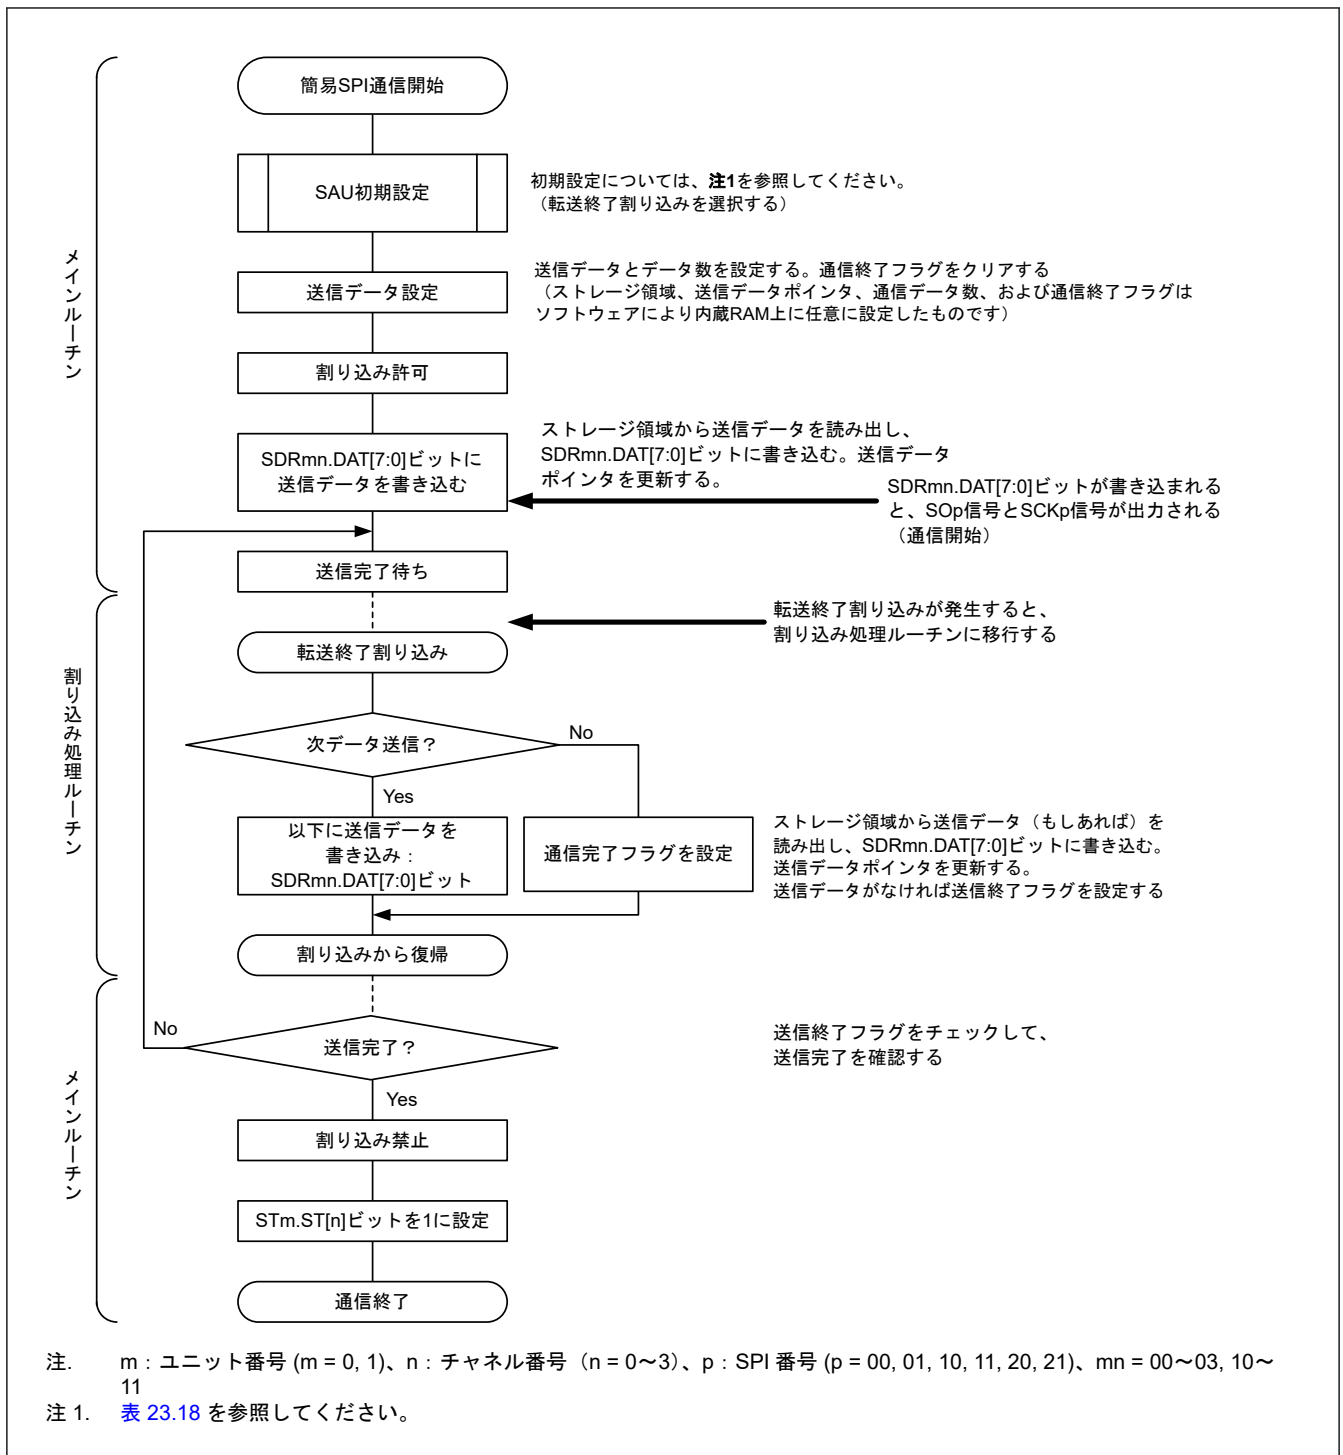 簡易SPI通信開始
SAU初期設定
初期設定については、注1を参照してください。
（転送終了割り込みを選択する）
メインルーチン
送信データ設定
送信データとデータ数を設定する。通信終了フラグをクリアする
（ストレージ領域、送信データポインタ、通信データ数、および通信終了フラグは
ソフトウェアにより内蔵RAM上に任意に設定したものです）
割り込み許可
SDRmn.DAT[7:0]ビットに
送信データを書き込む
ストレージ領域から送信データを読み出し、
SDRmn.DAT[7:0]ビットに書き込む。送信データ
ポインタを更新する。
SDRmn.DAT[7:0]ビットが書き込まれる
と、SOp信号とSCKp信号が出力される
（通信開始）
送信完了待ち
転送終了割り込みが発生すると、
割り込み処理ルーチンに移行する
転送終了割り込み
割り込み処理ルーチン
次データ送信？
No
Yes
以下に送信データを
書き込み：
SDRmn.DAT[7:0]ビット
通信完了フラグを設定
ストレージ領域から送信データ（もしあれば）を
読み出し、SDRmn.DAT[7:0]ビットに書き込む。
送信データポインタを更新する。
送信データがなければ送信終了フラグを設定する
割り込みから復帰
メインルーチン
No
送信完了？
送信終了フラグをチェックして、
送信完了を確認する
Yes
割り込み禁止
STm.ST[n]ビットを1に設定
通信終了
注. m：ユニット番号 (m = 0, 1)、n：チャネル番号（n = 0～3）、p：SPI 番号 (p = 00, 01, 10, 11, 20, 21)、mn = 00～03, 10～
11
注 1. 表 23.18 を参照してください。